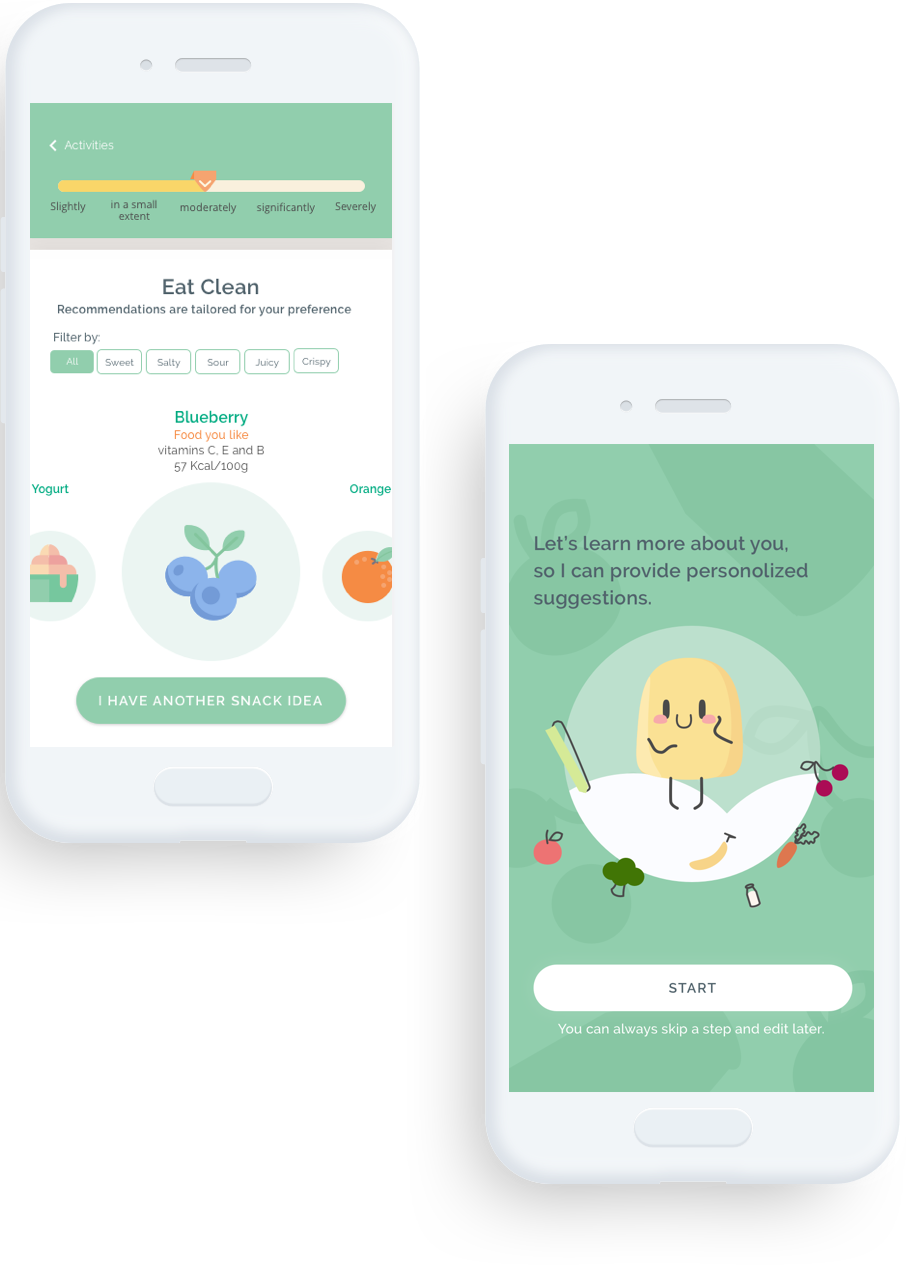 Activities
Slightly
in a small
extent
moderately
significantly
Severely
Eat Clean
Recommendations are tailored for your preference
Filter by:
All Sweet Salty Sour Juicy Crispy
Blueberry
Food you like
vitamins C, E and B
57 Kcal/100g
Yogurt
Orange
I HAVE ANOTHER SNACK IDEA
Let's learn more about you,
so I can provide personolized
suggestions.
START
You can always skip a step and edit later.